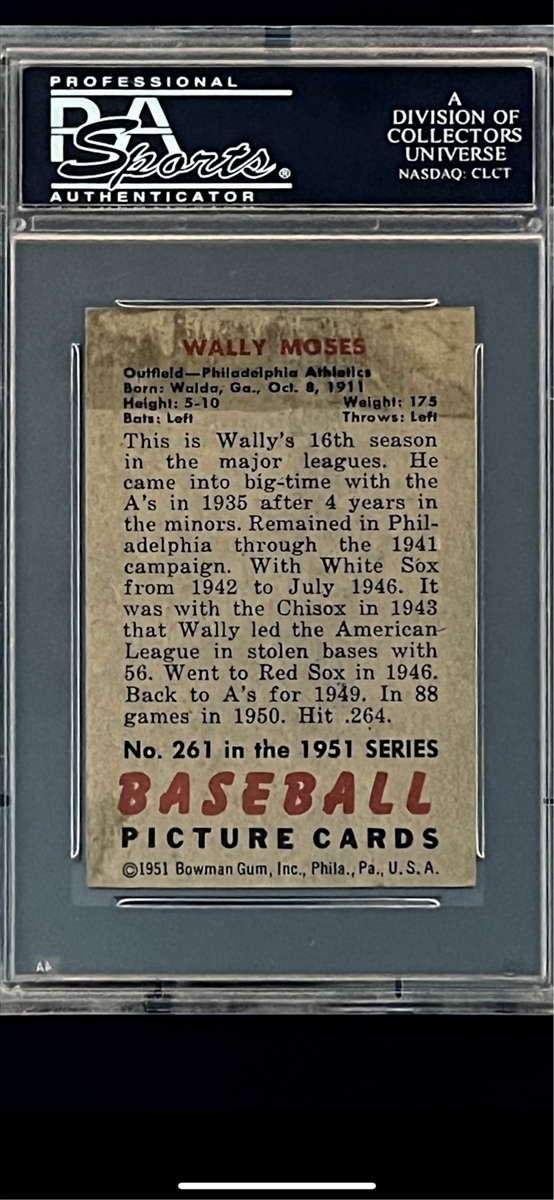 PROFESSIONAL
PSA
Sports®
AUTHENTICATOR
A
DIVISION OF
COLLECTORS
UNIVERSE
NASDAQ: CLCT
WALLY MOSES
Outfield—Philadelphia Athletics
Born: Walda, Ga., Oct. 8, 1911
Height: 5-10 Weight: 175
Bats: Left Throws: Left
This is Wally's 16th season
in the major leagues. He
came into big-time with the
A's in 1935 after 4 years in
the minors. Remained in Phil-
adelphia through the 1941
campaign. With White Sox
from 1942 to July 1946. It
was with the Chisox in 1943
that Wally led the American
League in stolen bases with
56. Went to Red Sox in 1946.
Back to A's for 1949. In 88
games in 1950. Hit .264.
No. 261 in the 1951 SERIES
BASEBALL
PICTURE CARDS
©1951 Bowman Gum, Inc., Phila., Pa., U.S.A.